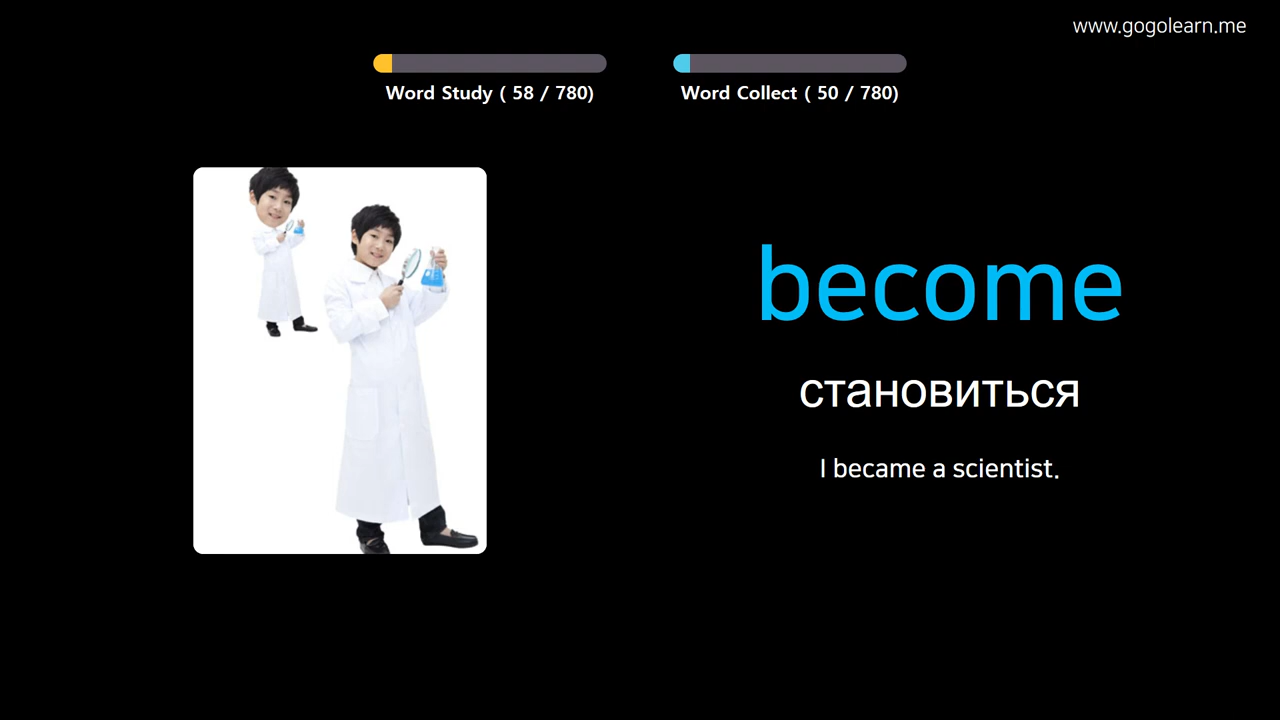 www.gogolearn.me
Word Study ( 58 / 780)
Word Collect ( 50 / 780)
become
становиться
I became a scientist.